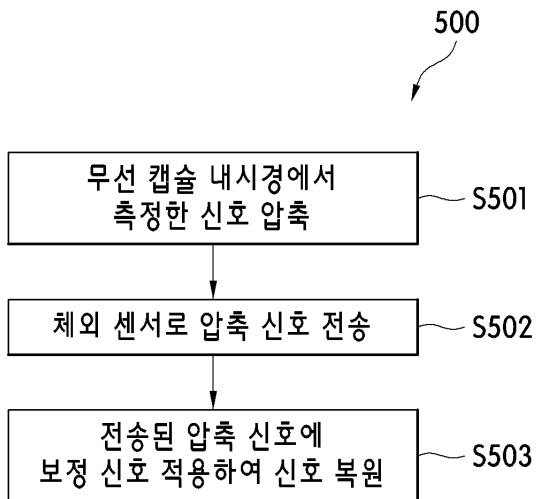 500
무선 캡슐 내시경에서
측정한 신호 압축
S501
체외 센서로 압축 신호 전송
S502
전송된 압축 신호에
보정 신호 적용하여 신호 복원
S503